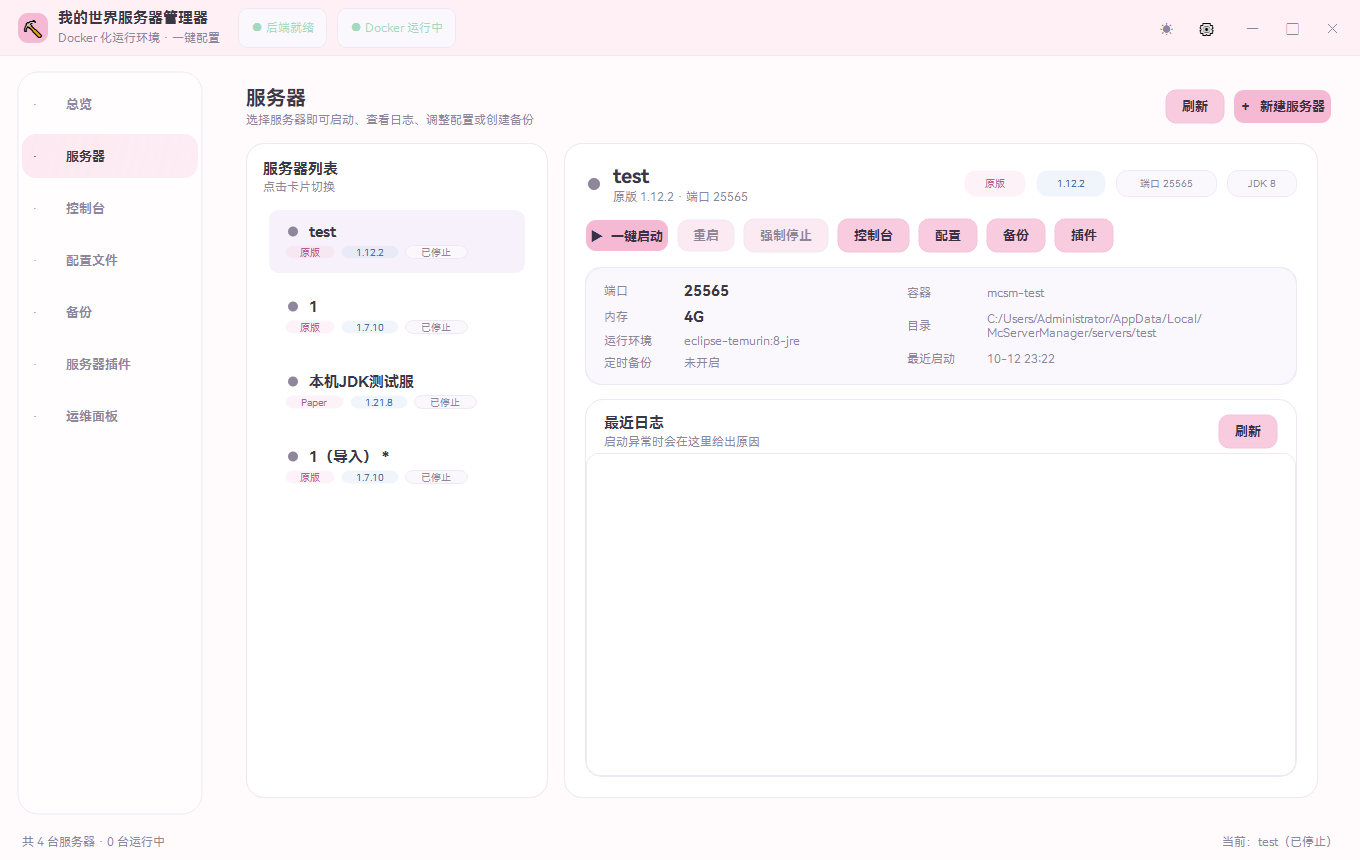 我的世界服务器管理器
Docker 化运行环境 · 一键配置
后端就绪
Docker 运行中
总览
服务器
控制台
配置文件
备份
服务器插件
运维面板
服务器
选择服务器即可启动、查看日志、调整配置或创建备份
刷新
+ 新建服务器
服务器列表
点击卡片切换
test
原版 1.12.2 已停止
1
原版 1.7.10 已停止
本机JDK测试服
Paper 1.21.8 已停止
1（导入） *
原版 1.7.10 已停止
test
原版 1.12.2 · 端口 25565
原版 1.12.2 端口 25565 JDK 8
▶ 一键启动 重启 强制停止 控制台 配置 备份 插件
端口 25565
内存 4G
运行环境 eclipse-temurin:8-jre
定时备份 未开启
容器 mcsm-test
目录 C:/Users/Administrator/AppData/Local/
McServerManager/servers/test
最近启动 10-12 23:22
最近日志
启动异常时会在这里给出原因
刷新
共 4 台服务器 · 0 台运行中
当前：test（已停止）